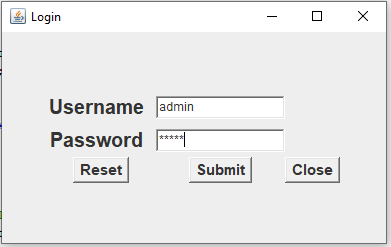 Login
Username admin
Password *****
Reset Submit Close